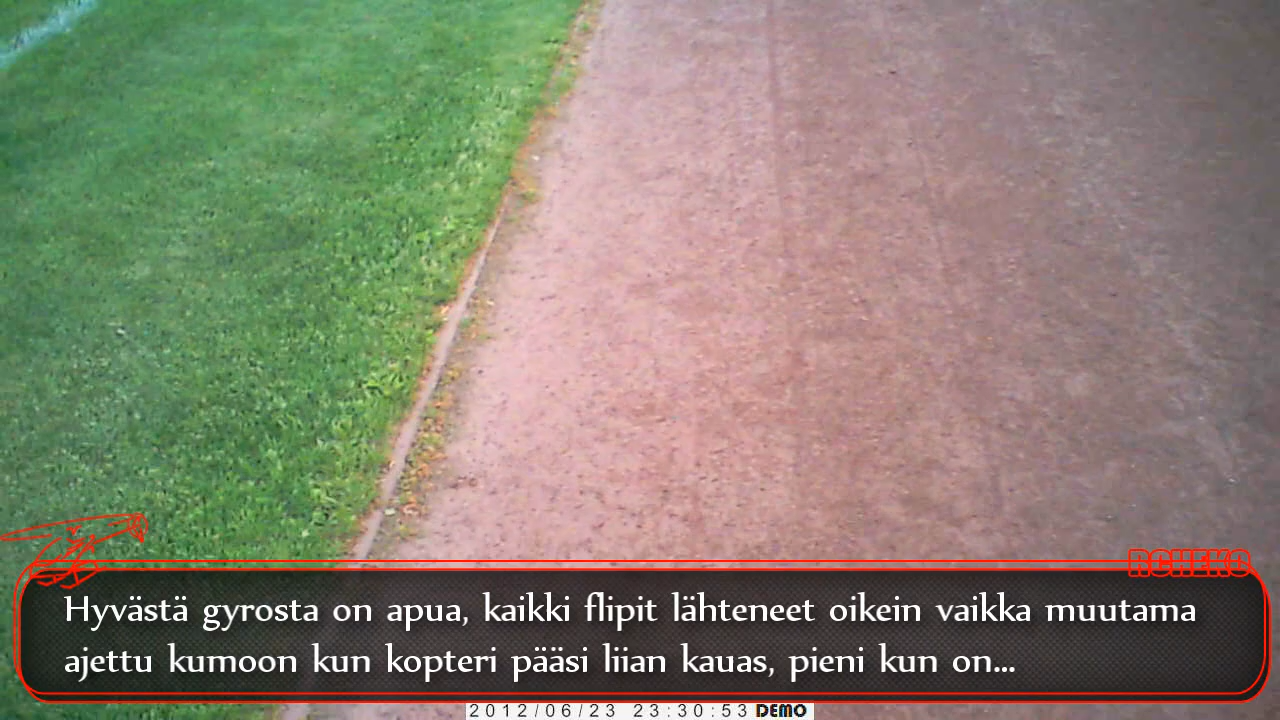 RCHEKO
Hyvästä gyrosta on apua, kaikki flipit lähteneet oikein vaikka muutama
ajettu kumoon kun kopteri pääsi liian kauas, pieni kun on...
2012/06/23 23:30:53 DEMO